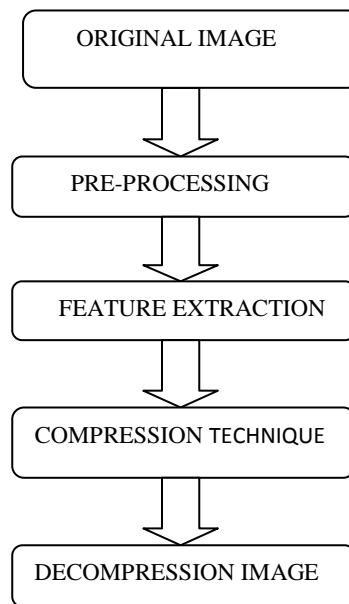 ORIGINAL IMAGE
PRE-PROCESSING
FEATURE EXTRACTION
COMPRESSION TECHNIQUE
DECOMPRESSION IMAGE